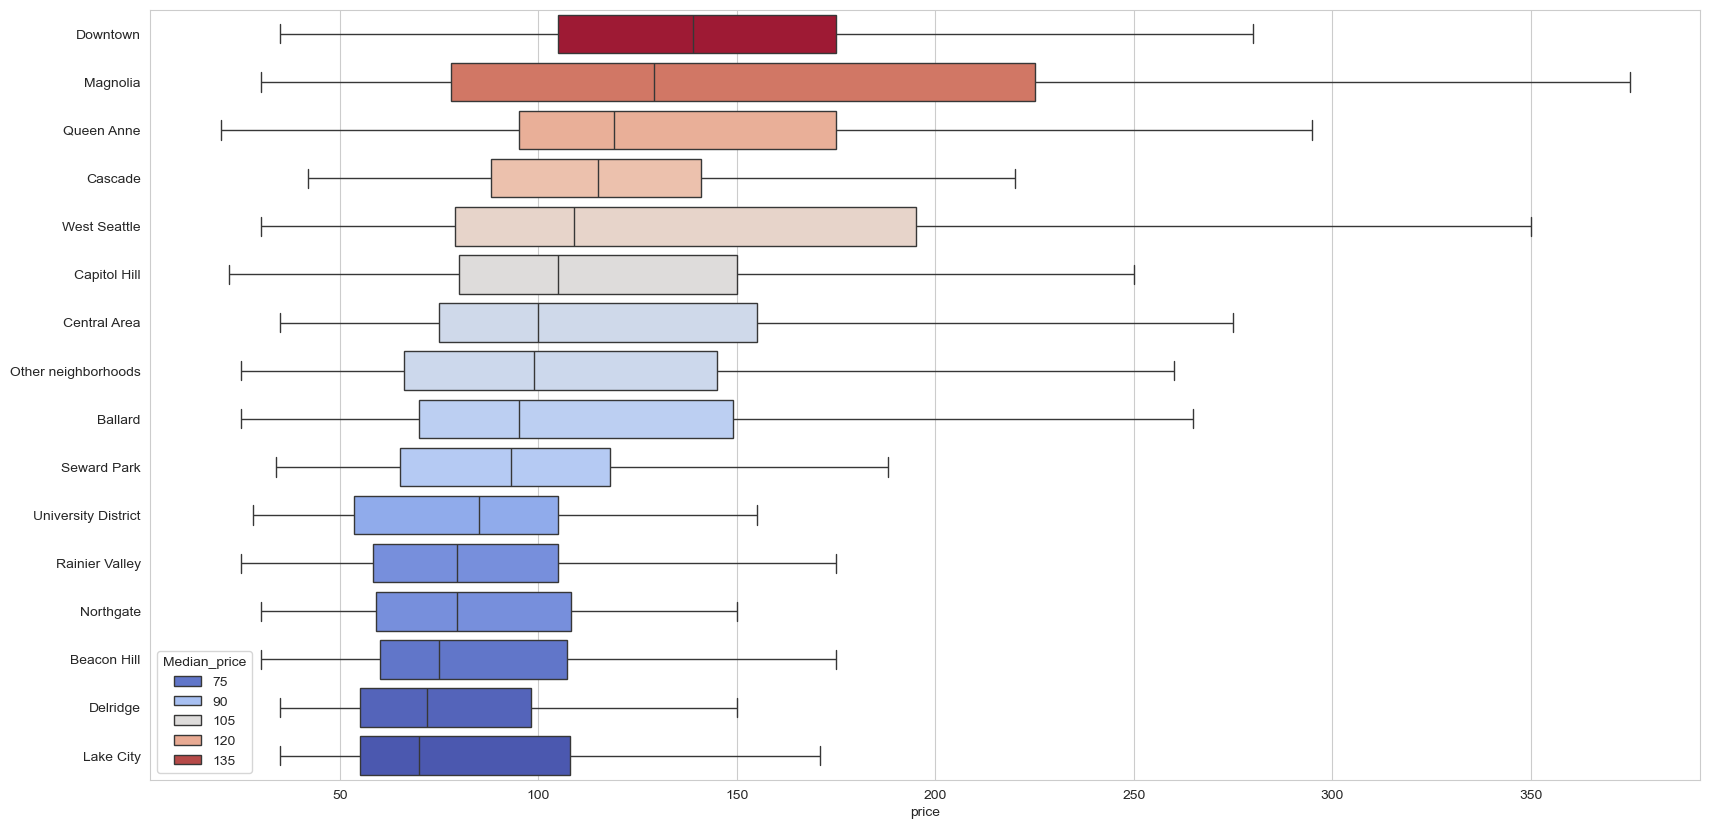 Downtown
Magnolia
Queen Anne
Cascade
West Seattle
Capitol Hill
Central Area
Other neighborhoods
Ballard
Seward Park
University District
Rainier Valley
Northgate
Beacon Hill
Delridge
Lake City
Median_price
75
90
105
120
135
50 100 150 200 250 300 350
price